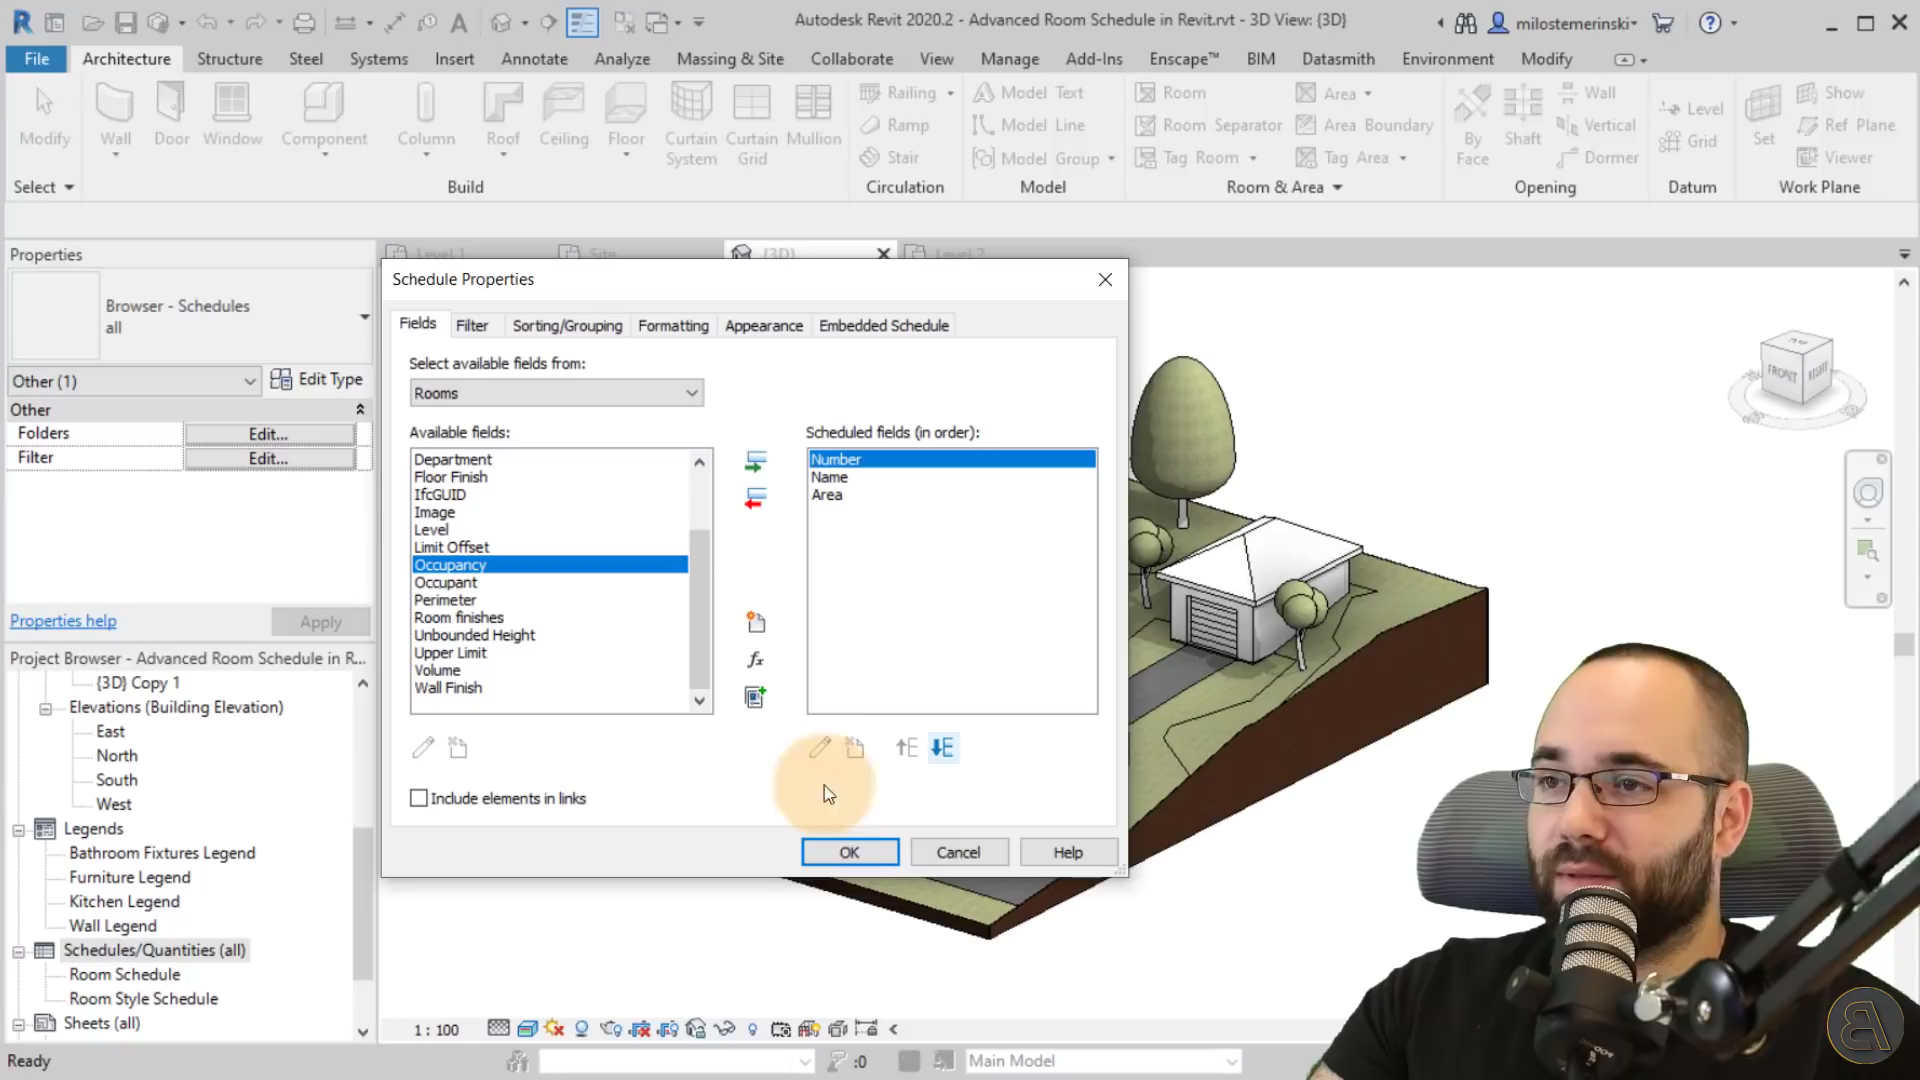 Autodesk Revit 2020.2 - Advanced Room Schedule in Revit.rvt - 3D View: {3D}
milostemerinski
File
Architecture
Structure
Steel
Systems
Insert
Annotate
Analyze
Massing & Site
Collaborate
View
Manage
Add-Ins
Enscape™
BIM
Datasmith
Environment
Modify
Modify
Wall
Door
Window
Component
Column
Roof
Ceiling
Floor
Curtain System
Curtain Grid
Mullion
Railing
Ramp
Stair
Model Text
Model Line
Model Group
Room
Room Separator
Tag Room
Area
Area Boundary
Tag Area
By Face
Shaft
Wall
Vertical
Dormer
Level
Grid
Set
Show
Ref Plane
Viewer
Select
Build
Circulation
Model
Room & Area
Opening
Datum
Work Plane
Properties
Browser - Schedules
all
Other (1)
Edit Type
Other
Folders
Edit...
Filter
Edit...
Properties help
Apply
Project Browser - Advanced Room Schedule in R...
{3D} Copy 1
Elevations (Building Elevation)
East
North
South
West
Legends
Bathroom Fixtures Legend
Furniture Legend
Kitchen Legend
Wall Legend
Schedules/Quantities (all)
Room Schedule
Room Style Schedule
Sheets (all)
Level 1
Site
{3D}
Level 2
Schedule Properties
Fields
Filter
Sorting/Grouping
Formatting
Appearance
Embedded Schedule
Select available fields from:
Rooms
Available fields:
Department
Floor Finish
IfcGUID
Image
Level
Limit Offset
Occupancy
Occupant
Perimeter
Room finishes
Unbounded Height
Upper Limit
Volume
Wall Finish
fx
Scheduled fields (in order):
Number
Name
Area
Include elements in links
OK
Cancel
Help
FRONT
RIGHT
1 : 100
Ready
:0
Main Model